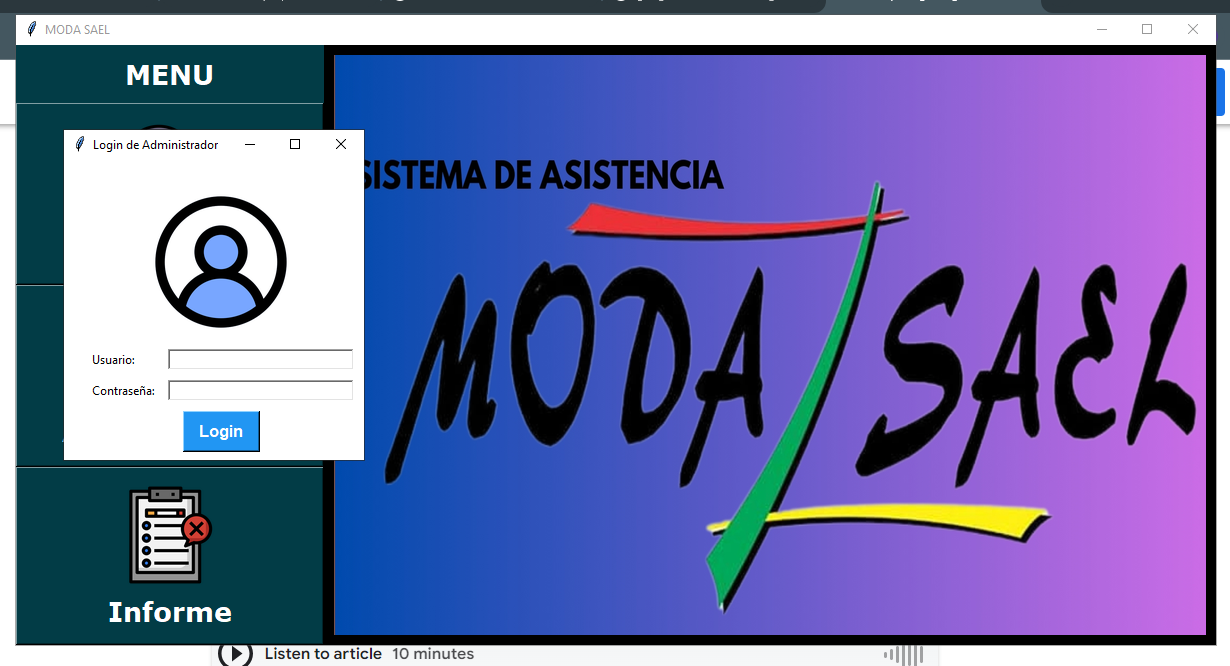 MODA SAEL
MENU
Login de Administrador
SISTEMA DE ASISTENCIA
MODA SAEL
Usuario:
Contraseña:
Login
Informe
Listen to article 10 minutes